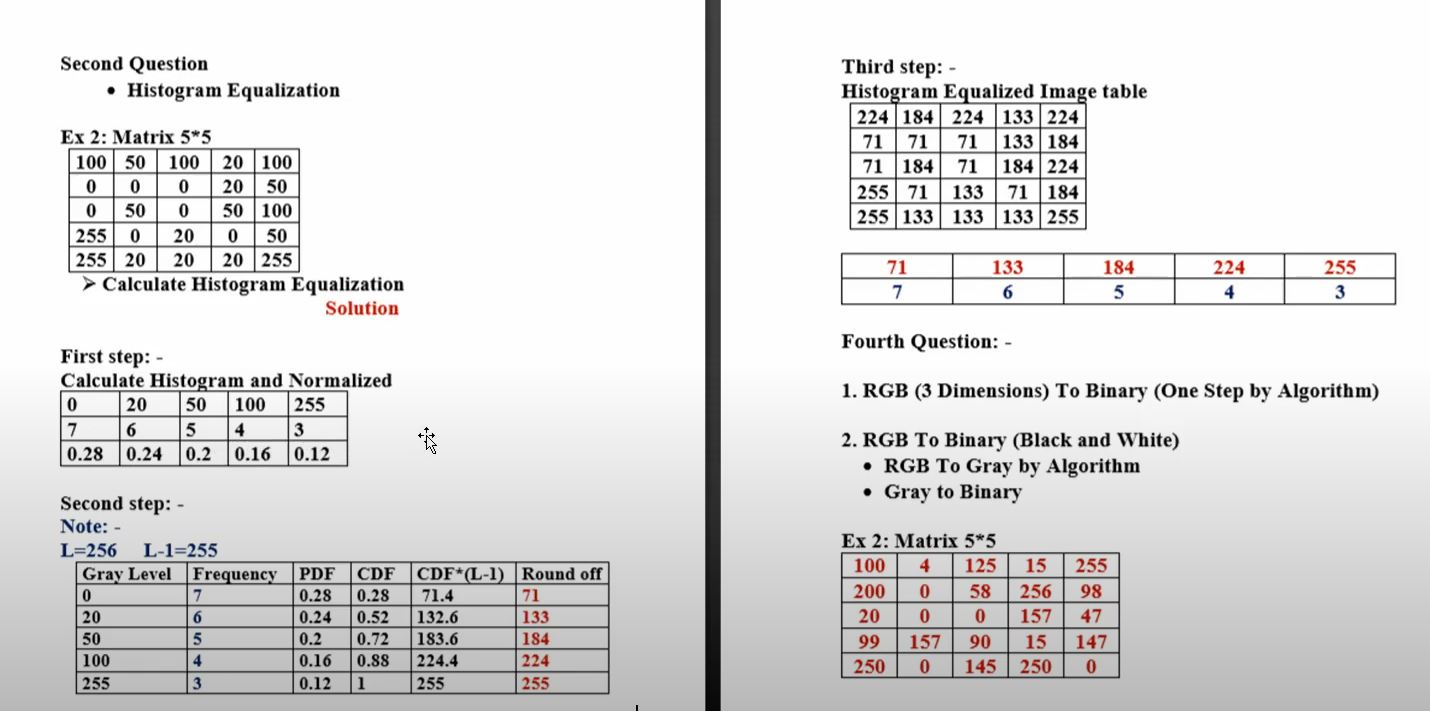 Second Question
• Histogram Equalization
Ex 2: Matrix 5*5
100 50 100 20 100
0 0 0 20 50
0 50 0 50 100
255 0 20 0 50
255 20 20 20 255
➢ Calculate Histogram Equalization
Solution
First step: -
Calculate Histogram and Normalized
0 20 50 100 255
7 6 5 4 3
0.28 0.24 0.2 0.16 0.12
Second step: -
Note: -
L=256 L-1=255
Gray Level Frequency PDF CDF CDF*(L-1) Round off
0 7 0.28 0.28 71.4 71
20 6 0.24 0.52 132.6 133
50 5 0.2 0.72 183.6 184
100 4 0.16 0.88 224.4 224
255 3 0.12 1 255 255
Third step: -
Histogram Equalized Image table
224 184 224 133 224
71 71 71 133 184
71 184 71 184 224
255 71 133 71 184
255 133 133 133 255
71 133 184 224 255
7 6 5 4 3
Fourth Question: -
1. RGB (3 Dimensions) To Binary (One Step by Algorithm)
2. RGB To Binary (Black and White)
• RGB To Gray by Algorithm
• Gray to Binary
Ex 2: Matrix 5*5
100 4 125 15 255
200 0 58 256 98
20 0 0 157 47
99 157 90 15 147
250 0 145 250 0